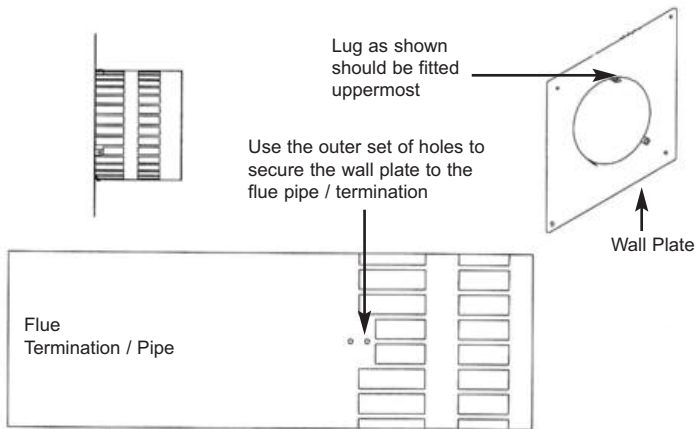 Lug as shown
should be fitted
uppermost
Use the outer set of holes to
secure the wall plate to the
flue pipe / termination
Wall Plate
Flue
Termination / Pipe